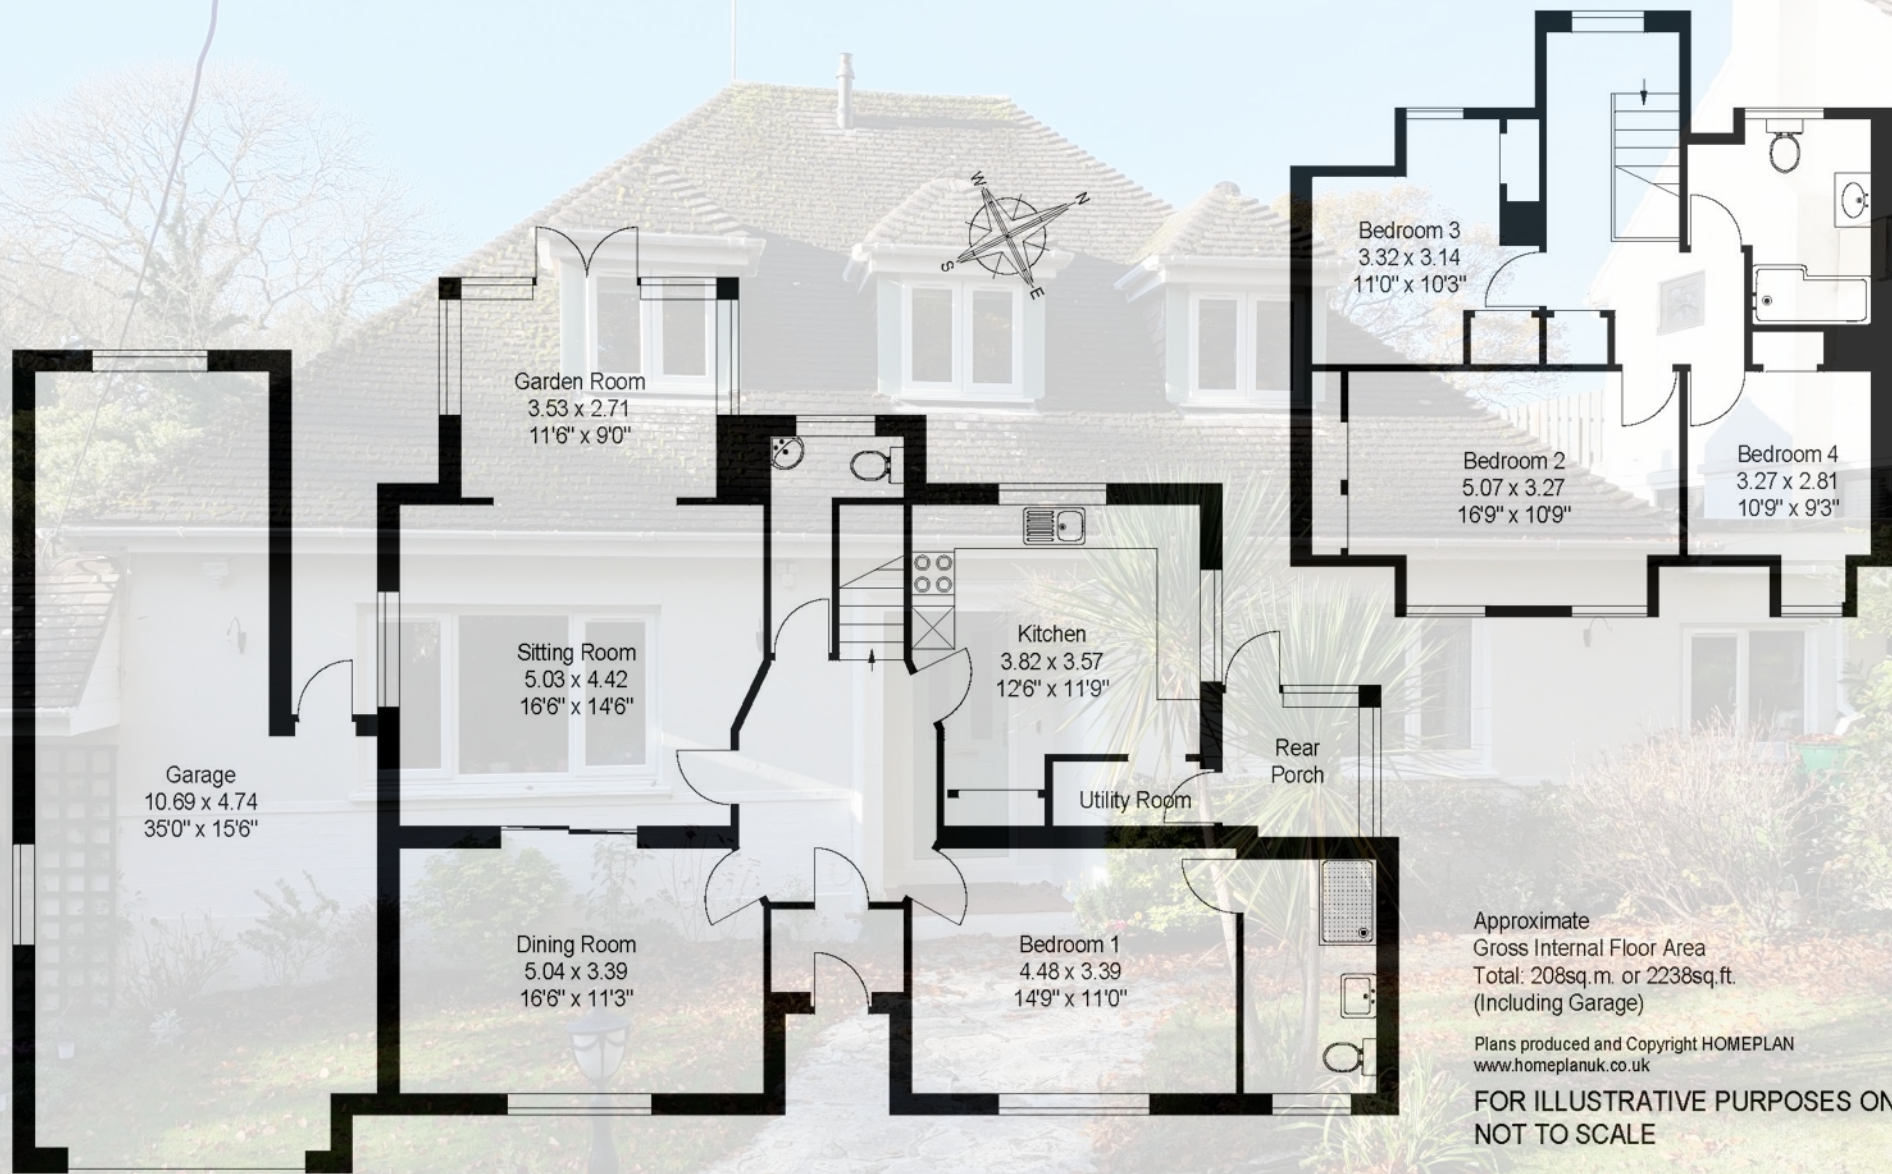 W
N
S
E
Garden Room
3.53 x 2.71
11'6" x 9'0"
Sitting Room
5.03 x 4.42
16'6" x 14'6"
Kitchen
3.82 x 3.57
12'6" x 11'9"
Rear
Porch
Utility Room
Garage
10.69 x 4.74
35'0" x 15'6"
Dining Room
5.04 x 3.39
16'6" x 11'3"
Bedroom 1
4.48 x 3.39
14'9" x 11'0"
Bedroom 3
3.32 x 3.14
11'0" x 10'3"
Bedroom 2
5.07 x 3.27
16'9" x 10'9"
Bedroom 4
3.27 x 2.81
10'9" x 9'3"
Approximate
Gross Internal Floor Area
Total: 208sq.m. or 2238sq.ft.
(Including Garage)
Plans produced and Copyright HOMEPLAN
www.homeplanuk.co.uk
FOR ILLUSTRATIVE PURPOSES ON
NOT TO SCALE